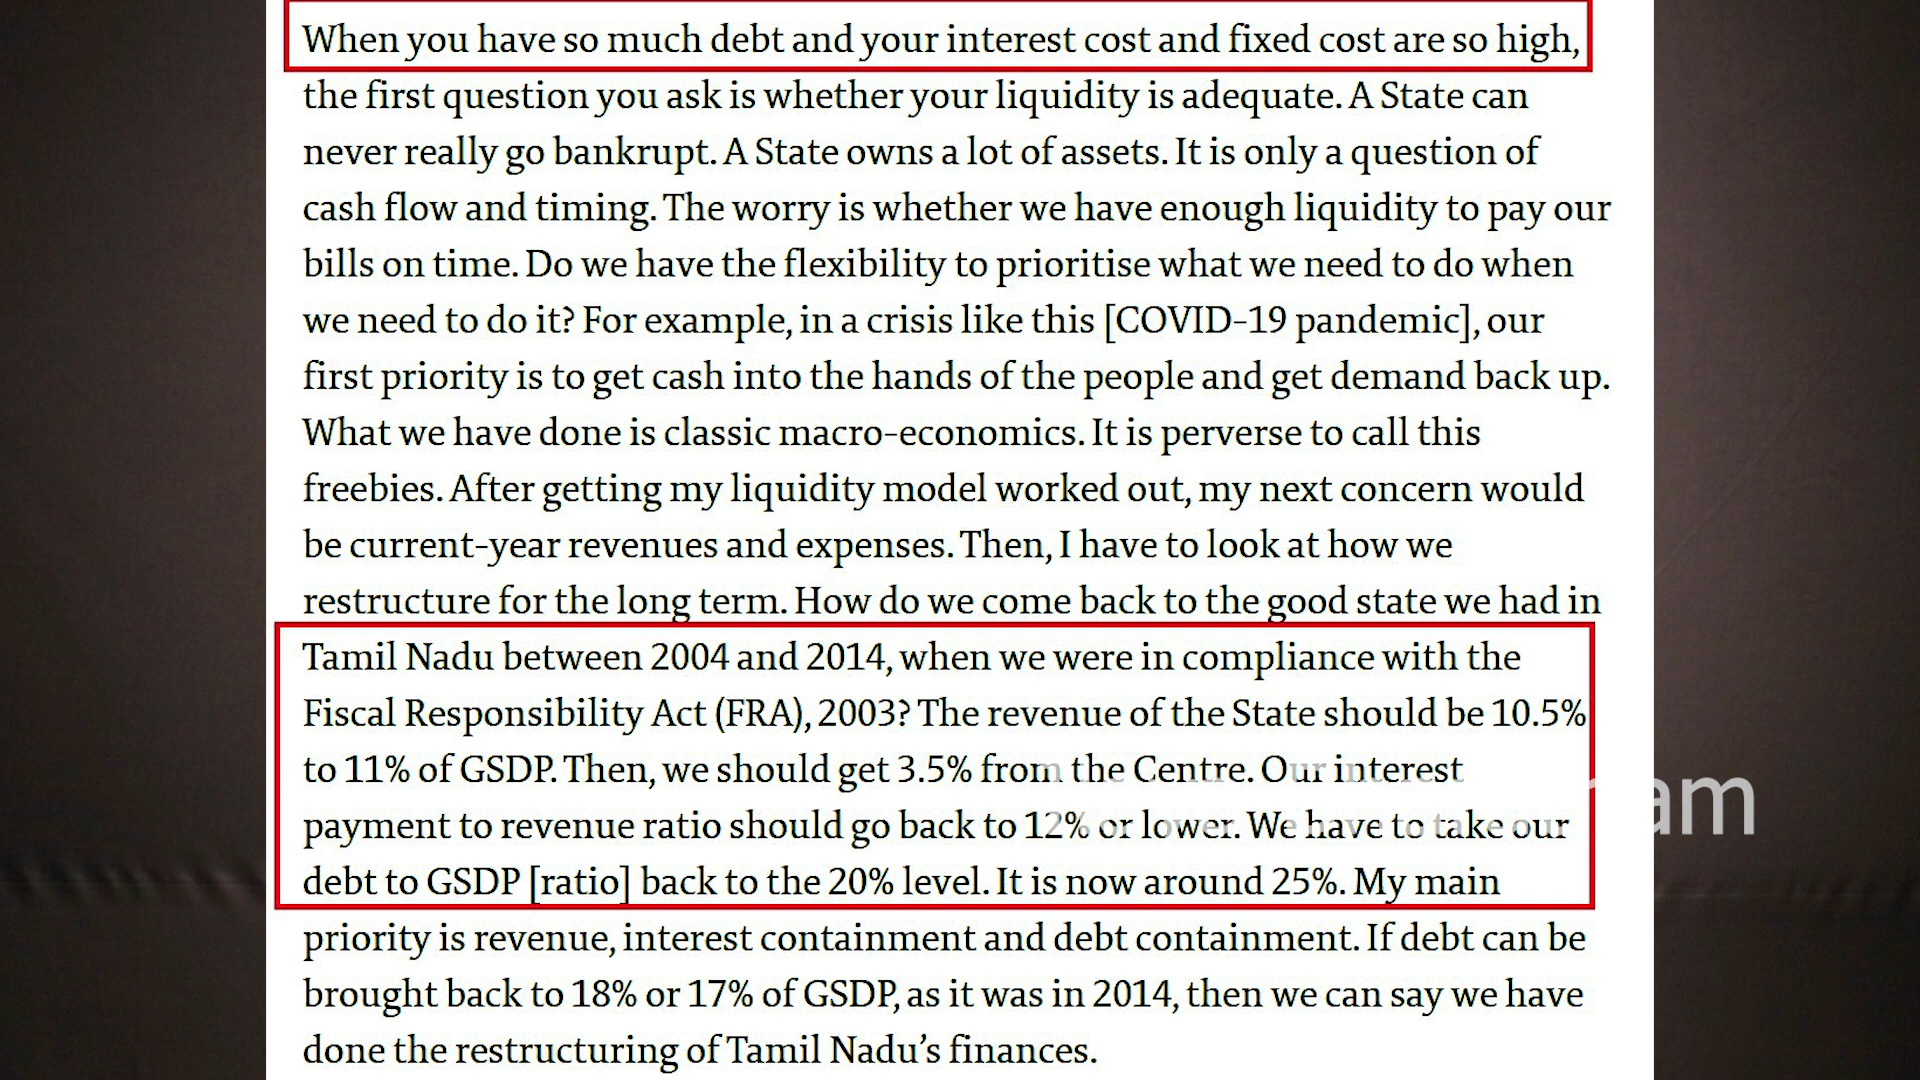 When you have so much debt and your interest cost and fixed cost are so high,
the first question you ask is whether your liquidity is adequate. A State can
never really go bankrupt. A State owns a lot of assets. It is only a question of
cash flow and timing. The worry is whether we have enough liquidity to pay our
bills on time. Do we have the flexibility to prioritise what we need to do when
we need to do it? For example, in a crisis like this [COVID-19 pandemic], our
first priority is to get cash into the hands of the people and get demand back up.
What we have done is classic macro-economics. It is perverse to call this
freebies. After getting my liquidity model worked out, my next concern would
be current-year revenues and expenses. Then, I have to look at how we
restructure for the long term. How do we come back to the good state we had in
Tamil Nadu between 2004 and 2014, when we were in compliance with the
Fiscal Responsibility Act (FRA), 2003? The revenue of the State should be 10.5%
to 11% of GSDP. Then, we should get 3.5% from the Centre. Our interest
payment to revenue ratio should go back to 12% or lower. We have to take our
debt to GSDP [ratio] back to the 20% level. It is now around 25%. My main
priority is revenue, interest containment and debt containment. If debt can be
brought back to 18% or 17% of GSDP, as it was in 2014, then we can say we have
done the restructuring of Tamil Nadu's finances.